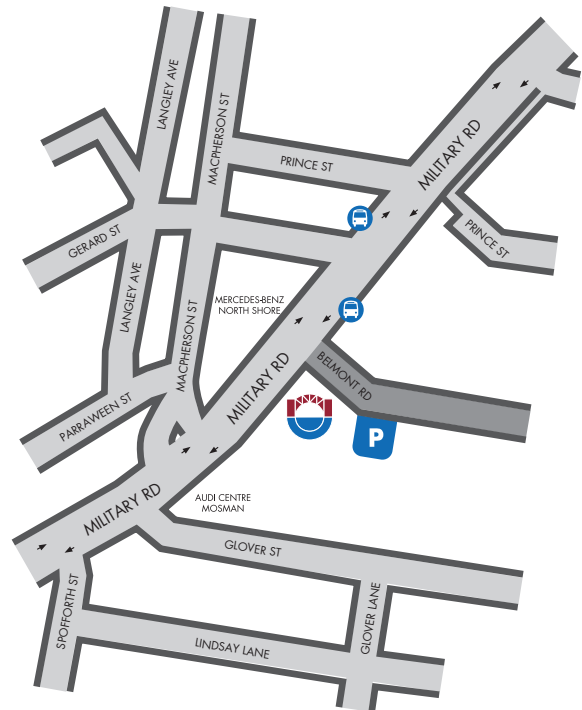 LANGLEY AVE
MACPHERSON ST
PRINCE ST
MILITARY RD
GERARD ST
PRINCE ST
LANGLEY AVE
MACPHERSON ST
MERCEDES-BENZ
NORTH SHORE
MILITARY RD
BELMONT RD
PARRAWEEN ST
P
MILITARY RD
AUDI CENTRE
MOSMAN
GLOVER ST
SPOFFORTH ST
GLOVER LANE
LINDSAY LANE